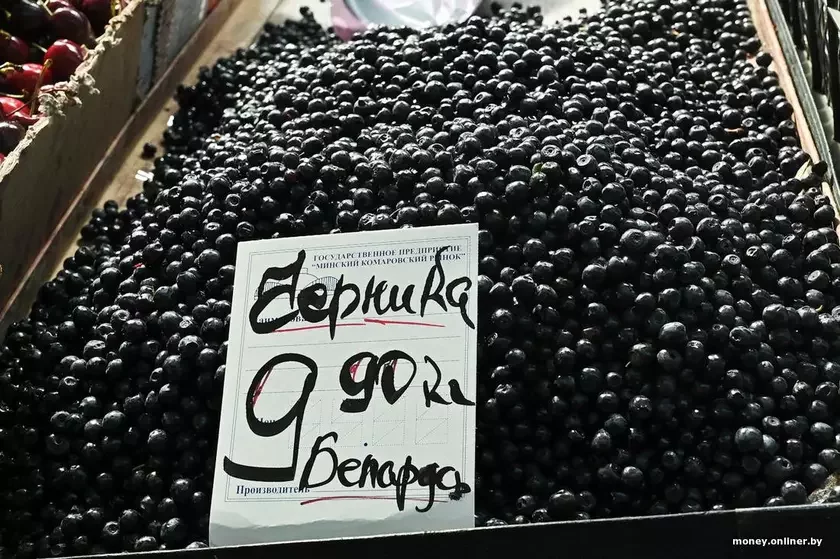 ГОСУДАРСТВЕННОЕ ПРЕДПРИЯТИЕ
"МИНСКИЙ КОМАРОВСКИЙ РЫНОК"
Черника
9 90 кг
Производитель Беларусь
money.onliner.by